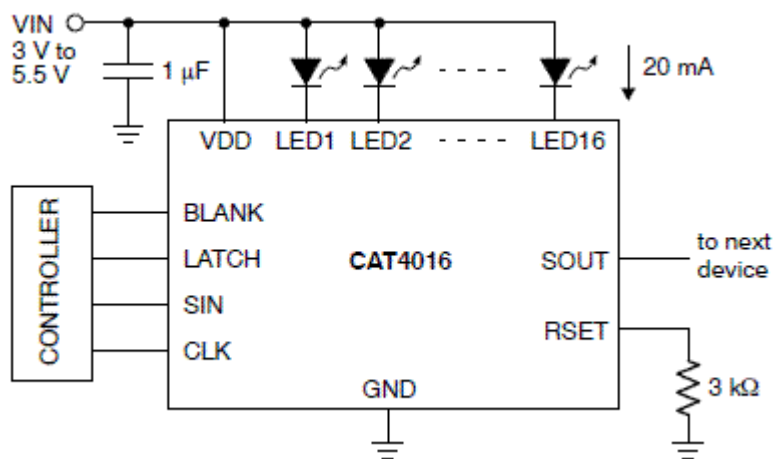 VIN
3 V to
5.5 V
1 μF
20 mA
VDD LED1 LED2 - - - - LED16
CONTROLLER
BLANK
LATCH
SIN
CLK
CAT4016
SOUT
RSET
GND
to next
device
3 kΩ